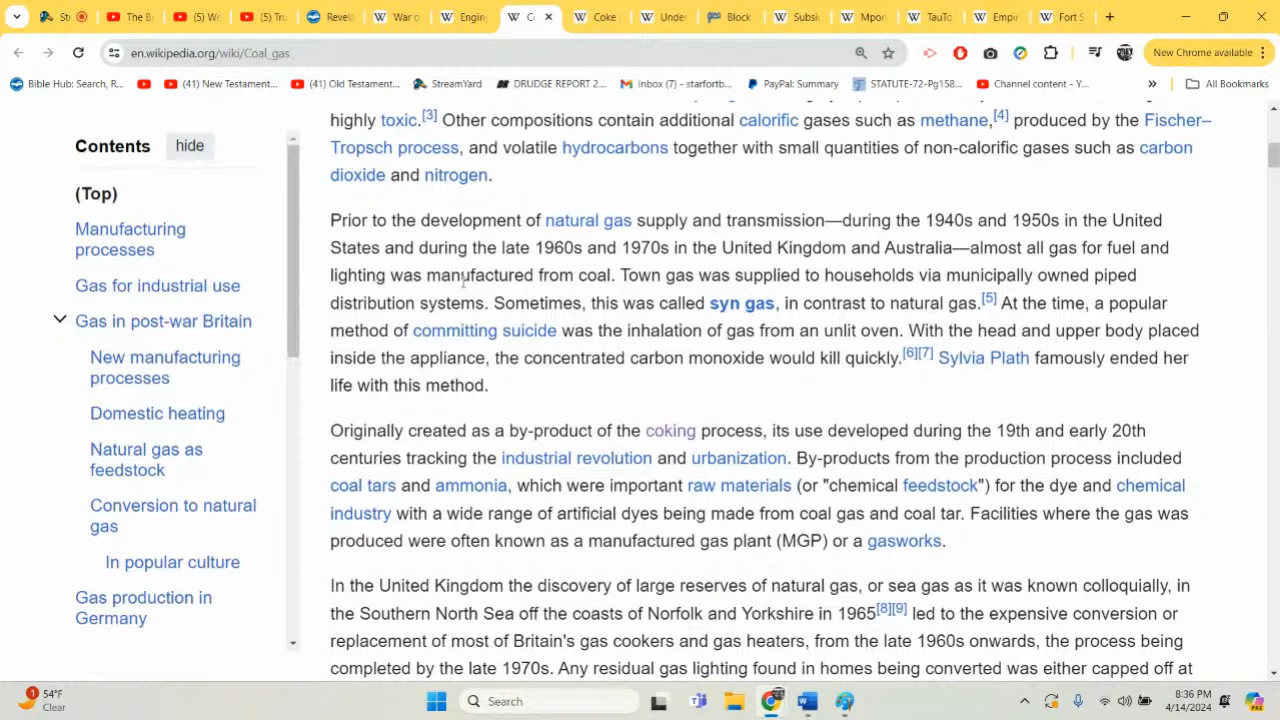 St
The B
(5) We
(5) Tru
Revela
War o
Engin
C
Coke
Unde
Block
Subsk
Mpon
TauTo
Empir
Fort S
en.wikipedia.org/wiki/Coal_gas
New Chrome available
Bible Hub: Search, R...
(41) New Testament...
(41) Old Testament...
StreamYard
DRUDGE REPORT 2...
Inbox (7) - starfortb...
PayPal: Summary
STATUTE-72-Pg158...
Channel content - Y...
»
All Bookmarks
Contents
hide
(Top)
Manufacturing
processes
Gas for industrial use
Gas in post-war Britain
New manufacturing
processes
Domestic heating
Natural gas as
feedstock
Conversion to natural
gas
In popular culture
Gas production in
Germany
highly toxic.[3] Other compositions contain additional calorific gases such as methane,[4] produced by the Fischer–
Tropsch process, and volatile hydrocarbons together with small quantities of non-calorific gases such as carbon
dioxide and nitrogen.
Prior to the development of natural gas supply and transmission—during the 1940s and 1950s in the United
States and during the late 1960s and 1970s in the United Kingdom and Australia—almost all gas for fuel and
lighting was manufactured from coal. Town gas was supplied to households via municipally owned piped
distribution systems. Sometimes, this was called syn gas, in contrast to natural gas.[5] At the time, a popular
method of committing suicide was the inhalation of gas from an unlit oven. With the head and upper body placed
inside the appliance, the concentrated carbon monoxide would kill quickly.[6][7] Sylvia Plath famously ended her
life with this method.
Originally created as a by-product of the coking process, its use developed during the 19th and early 20th
centuries tracking the industrial revolution and urbanization. By-products from the production process included
coal tars and ammonia, which were important raw materials (or "chemical feedstock") for the dye and chemical
industry with a wide range of artificial dyes being made from coal gas and coal tar. Facilities where the gas was
produced were often known as a manufactured gas plant (MGP) or a gasworks.
In the United Kingdom the discovery of large reserves of natural gas, or sea gas as it was known colloquially, in
the Southern North Sea off the coasts of Norfolk and Yorkshire in 1965[8][9] led to the expensive conversion or
replacement of most of Britain's gas cookers and gas heaters, from the late 1960s onwards, the process being
completed by the late 1970s. Any residual gas lighting found in homes being converted was either capped off at
1
54°F
Clear
Search
8:36 PM
4/14/2024